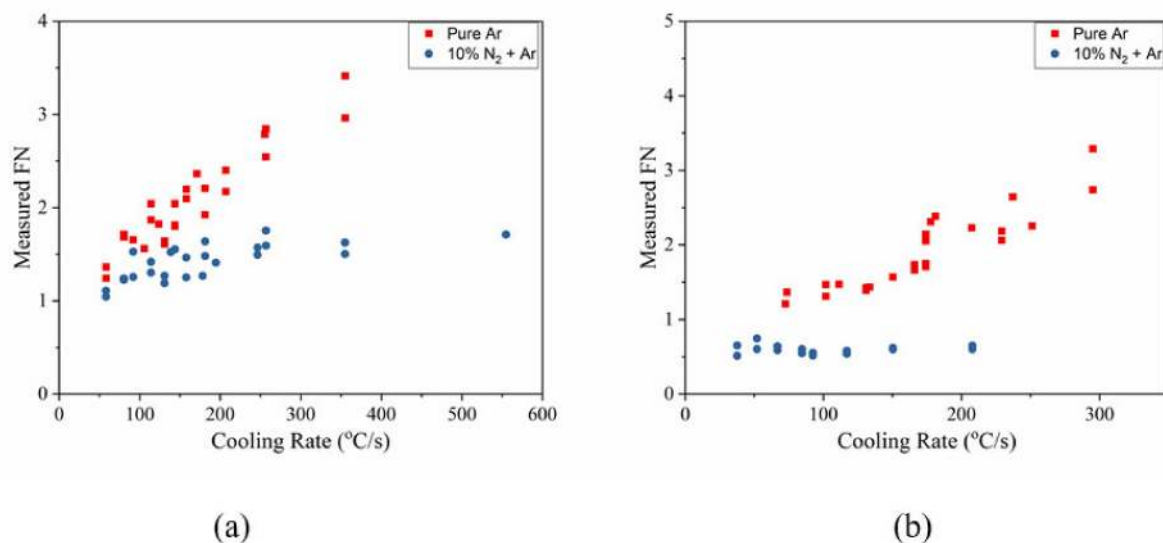 4
3
2
1
0
Measured FN
0 100 200 300 400 500 600
Cooling Rate (°C/s)
Pure Ar
10% N₂ + Ar
(a)
5
4
3
2
1
0
Measured FN
0 100 200 300
Cooling Rate (°C/s)
Pure Ar
10% N₂ + Ar
(b)